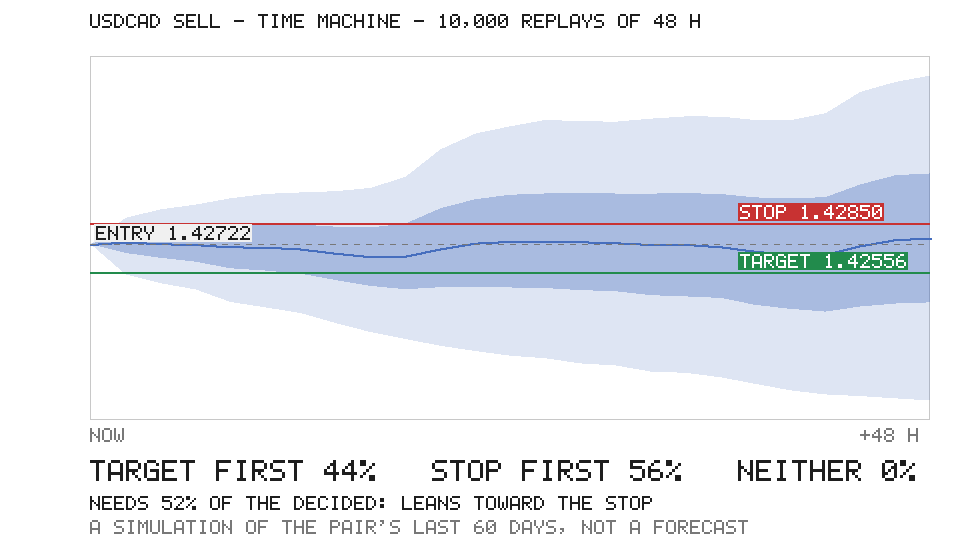 USDCAD SELL - TIME MACHINE - 10,000 REPLAYS OF 48 H
STOP 1.42850
ENTRY 1.42722
TARGET 1.42556
NOW +48 H
TARGET FIRST 44% STOP FIRST 56% NEITHER 0%
NEEDS 52% OF THE DECIDED: LEANS TOWARD THE STOP
A SIMULATION OF THE PAIR'S LAST 60 DAYS, NOT A FORECAST